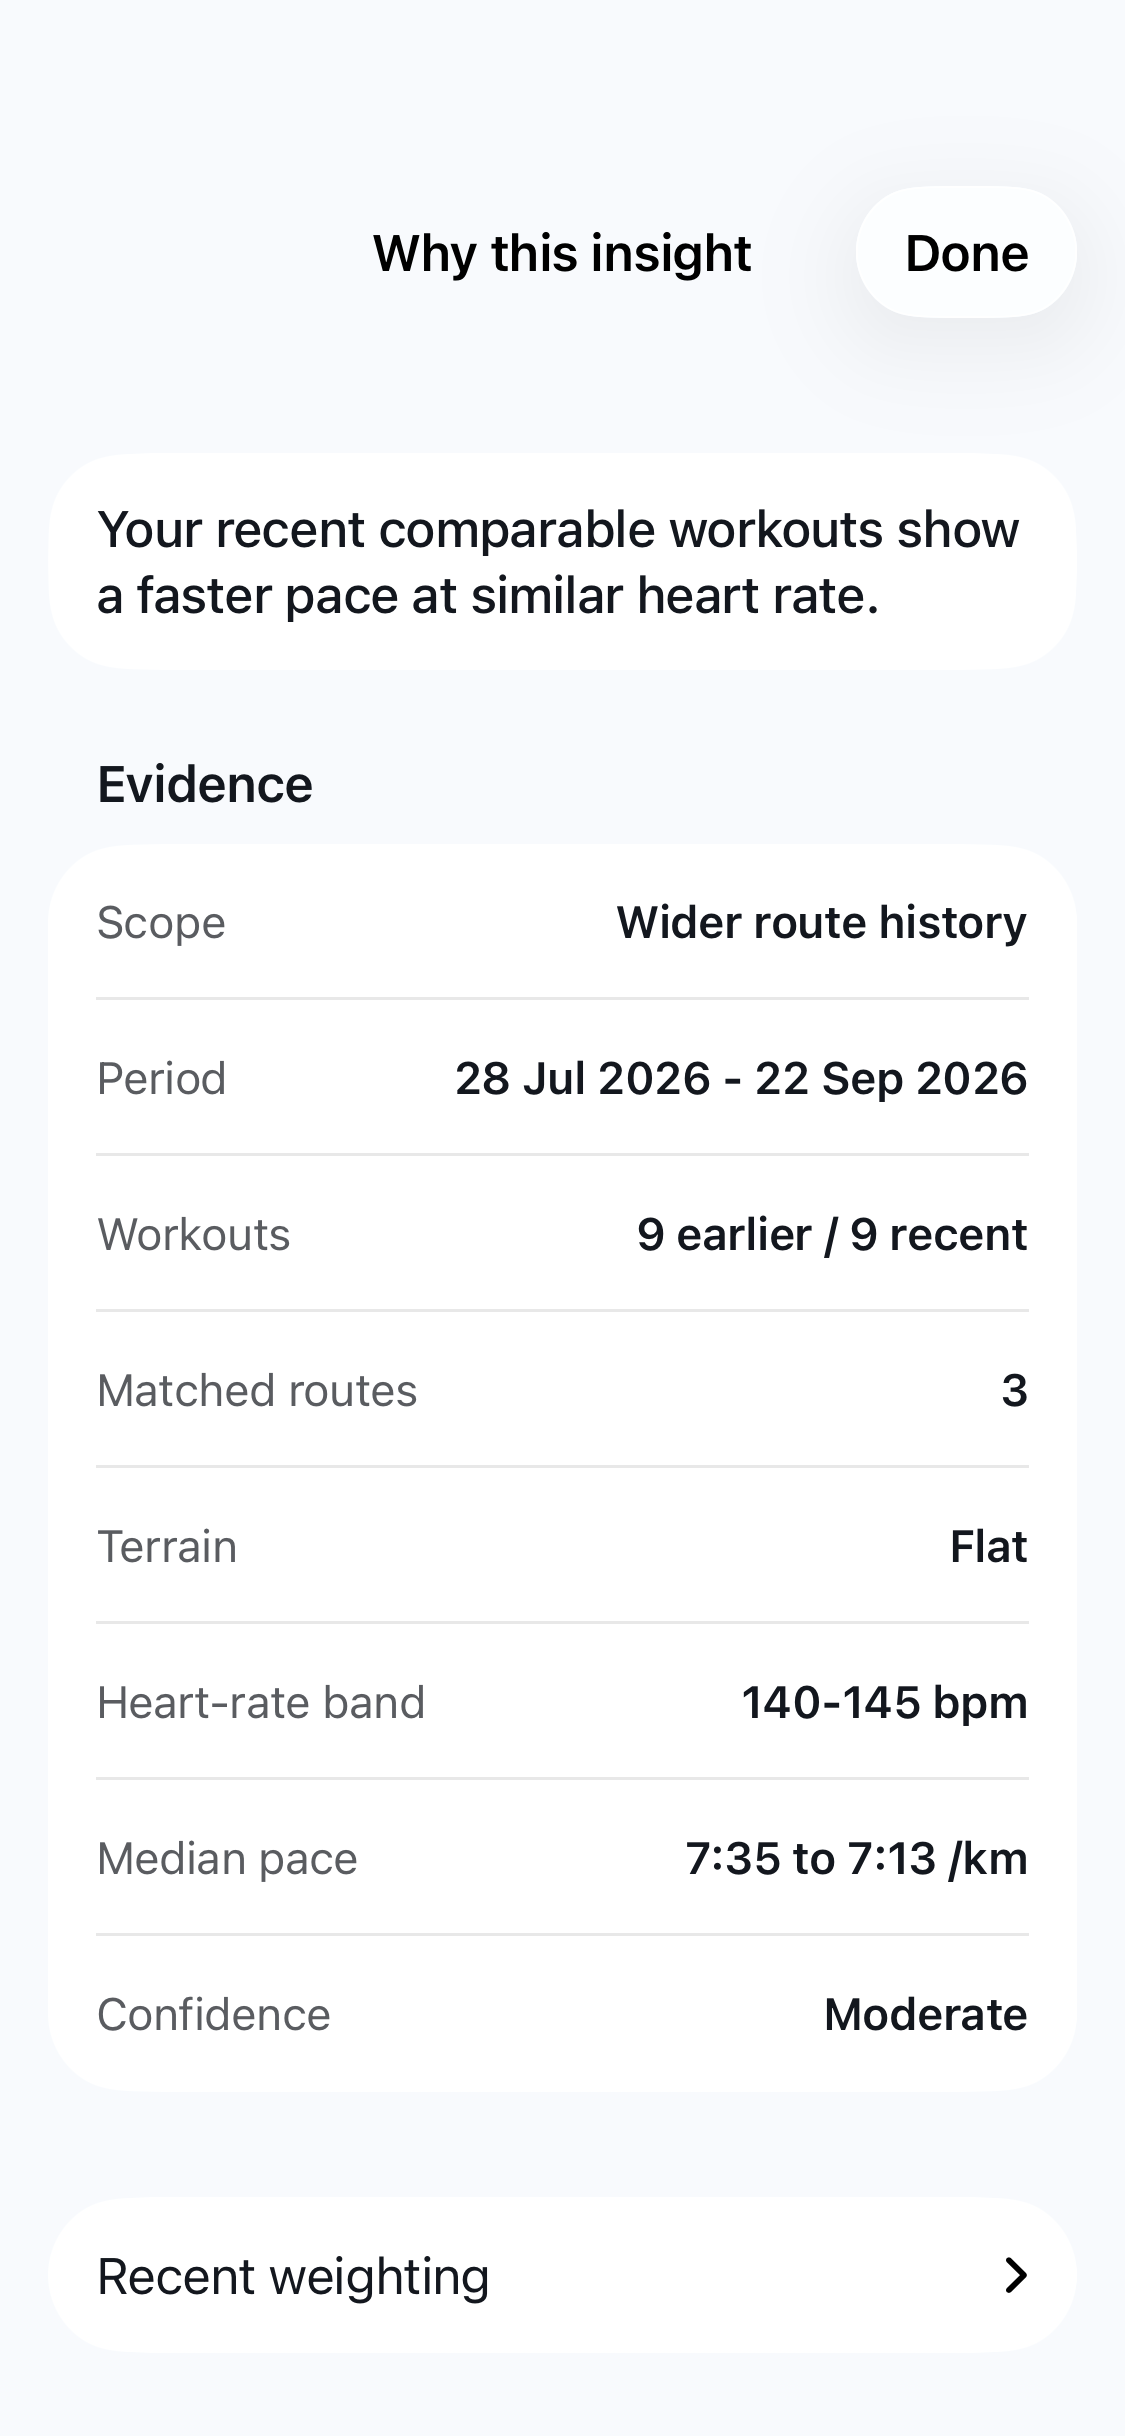 Why this insight
Done
Your recent comparable workouts show
a faster pace at similar heart rate.
Evidence
Scope Wider route history
Period 28 Jul 2026 - 22 Sep 2026
Workouts 9 earlier / 9 recent
Matched routes 3
Terrain Flat
Heart-rate band 140-145 bpm
Median pace 7:35 to 7:13 /km
Confidence Moderate
Recent weighting